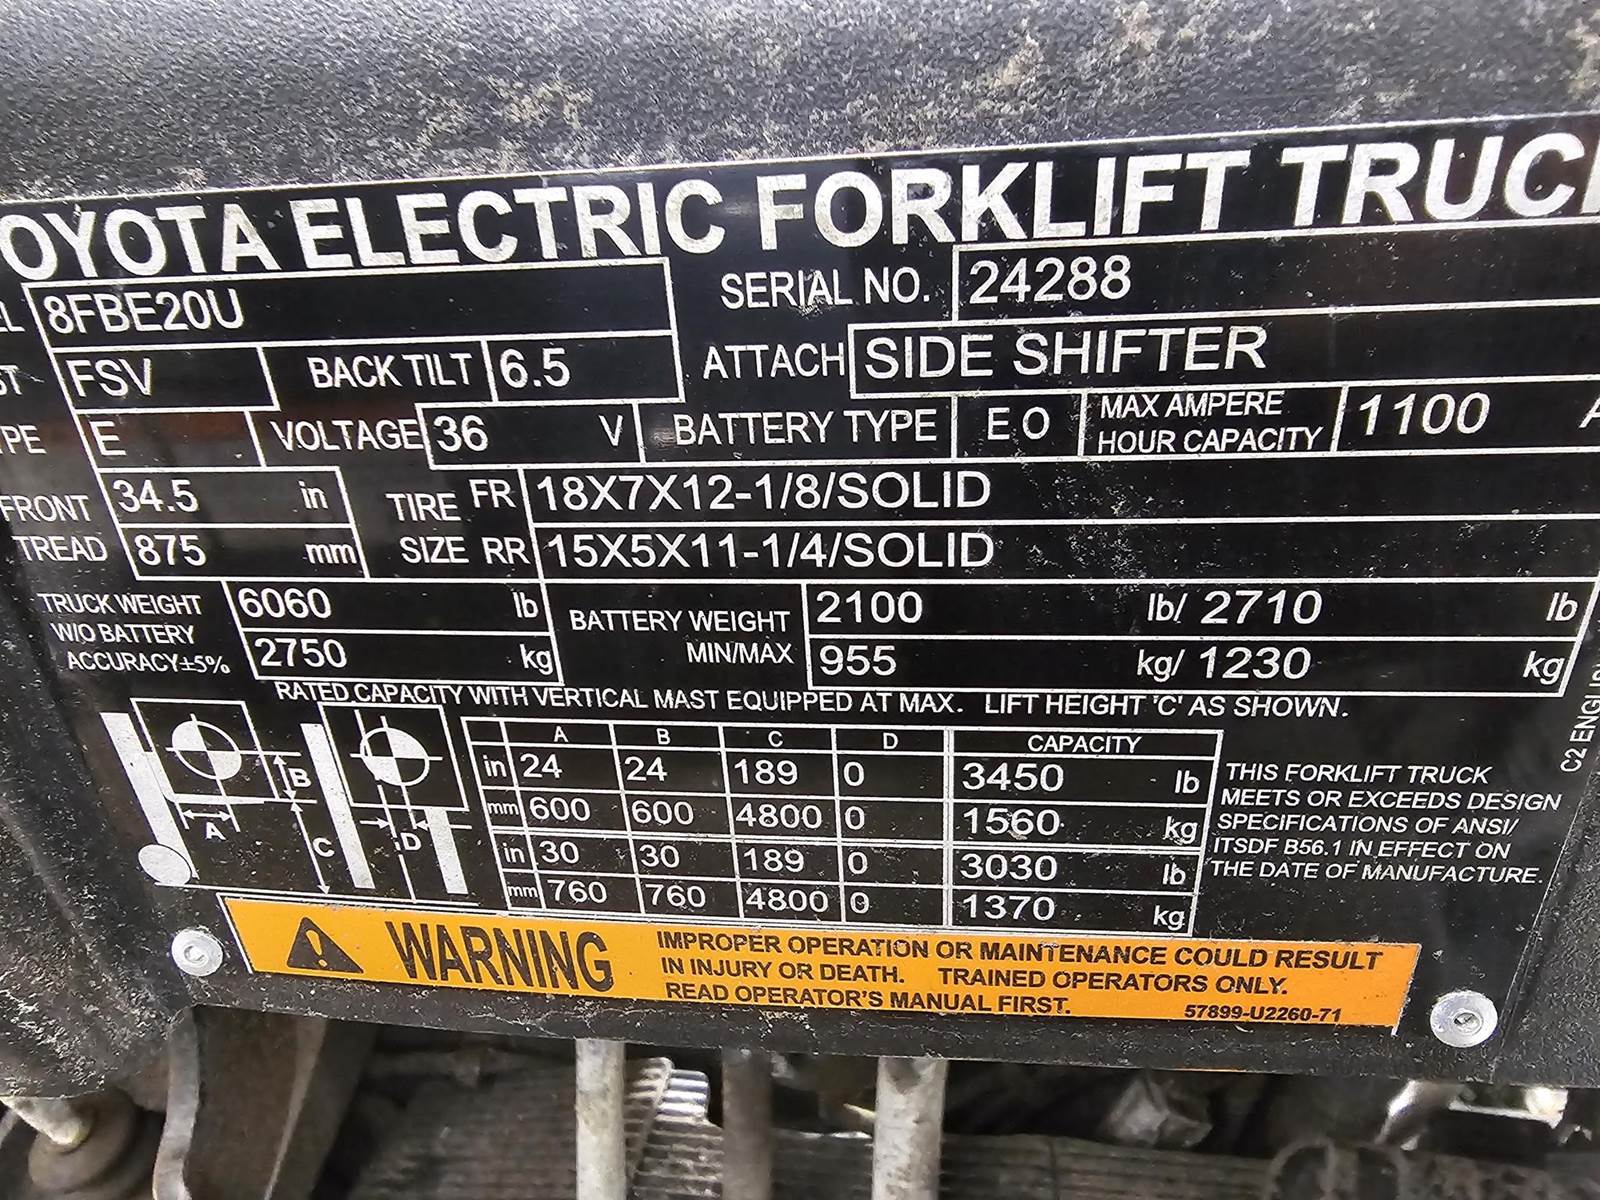 OYOTA ELECTRIC FORKLIFT TRUC
EL 8FBE20U SERIAL NO. 24288
ST FSV BACK TILT 6.5 ATTACH SIDE SHIFTER
PE E VOLTAGE 36 V BATTERY TYPE E O MAX AMPERE HOUR CAPACITY 1100 A
FRONT TREAD 34.5 in TIRE SIZE FR 18X7X12-1/8/SOLID
875 mm RR 15X5X11-1/4/SOLID
TRUCK WEIGHT W/O BATTERY ACCURACY±5% 6060 lb BATTERY WEIGHT MIN/MAX 2100 lb/ 2710 lb
2750 kg 955 kg/ 1230 kg
RATED CAPACITY WITH VERTICAL MAST EQUIPPED AT MAX. LIFT HEIGHT 'C' AS SHOWN.
A B C D CAPACITY
in 24 24 189 0 3450 lb
mm 600 600 4800 0 1560 kg
in 30 30 189 0 3030 lb
mm 760 760 4800 0 1370 kg
B
A
C
D
THIS FORKLIFT TRUCK
MEETS OR EXCEEDS DESIGN
SPECIFICATIONS OF ANSI/
ITSDF B56.1 IN EFFECT ON
THE DATE OF MANUFACTURE.
C2 ENGLI
WARNING
IMPROPER OPERATION OR MAINTENANCE COULD RESULT
IN INJURY OR DEATH. TRAINED OPERATORS ONLY.
READ OPERATOR'S MANUAL FIRST. 57899-U2260-71